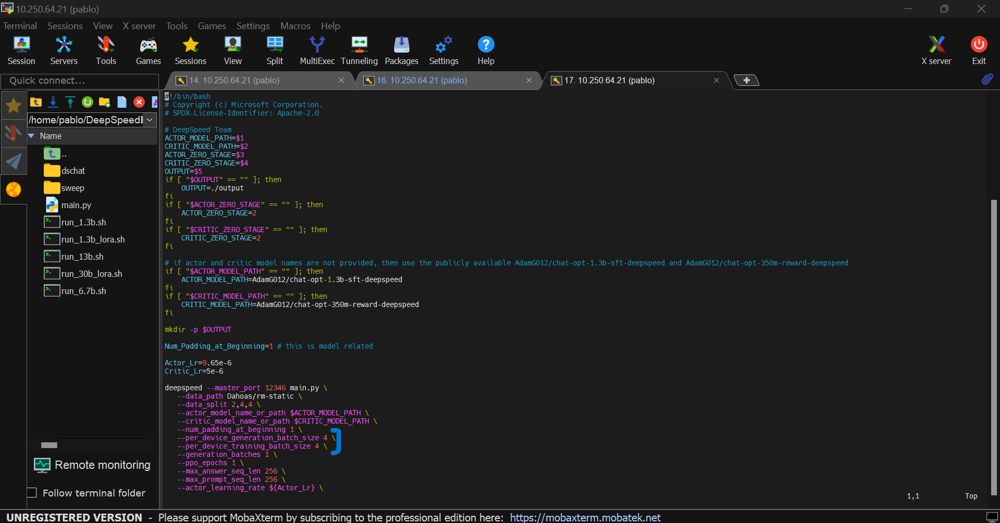 10.250.64.21 (pablo)
Terminal Sessions View X server Tools Games Settings Macros Help
Session Servers Tools Games Sessions View Split MultiExec Tunneling Packages Settings Help X server Exit
Quick connect...
14. 10.250.64.21 (pablo)
16. 10.250.64.21 (pablo)
17. 10.250.64.21 (pablo)
/home/pablo/DeepSpeedE
Name
..
dschat
sweep
main.py
run_1.3b.sh
run_1.3b_lora.sh
run_13b.sh
run_30b_lora.sh
run_6.7b.sh
Remote monitoring
Follow terminal folder
#!/bin/bash
# Copyright (c) Microsoft Corporation.
# SPDX-License-Identifier: Apache-2.0
# DeepSpeed Team
ACTOR_MODEL_PATH=$1
CRITIC_MODEL_PATH=$2
ACTOR_ZERO_STAGE=$3
CRITIC_ZERO_STAGE=$4
OUTPUT=$5
if [ "$OUTPUT" == "" ]; then
    OUTPUT=./output
fi
if [ "$ACTOR_ZERO_STAGE" == "" ]; then
    ACTOR_ZERO_STAGE=2
fi
if [ "$CRITIC_ZERO_STAGE" == "" ]; then
    CRITIC_ZERO_STAGE=2
fi
# if actor and critic model names are not provided, then use the publicly available AdamG012/chat-opt-1.3b-sft-deepspeed and AdamG012/chat-opt-350m-reward-deepspeed
if [ "$ACTOR_MODEL_PATH" == "" ]; then
    ACTOR_MODEL_PATH=AdamG012/chat-opt-1.3b-sft-deepspeed
fi
if [ "$CRITIC_MODEL_PATH" == "" ]; then
    CRITIC_MODEL_PATH=AdamG012/chat-opt-350m-reward-deepspeed
fi
mkdir -p $OUTPUT
Num_Padding_at_Beginning=1 # this is model related
Actor_Lr=9.65e-6
Critic_Lr=5e-6
deepspeed --master_port 12346 main.py \
   --data_path Dahoas/rm-static \
   --data_split 2,4,4 \
   --actor_model_name_or_path $ACTOR_MODEL_PATH \
   --critic_model_name_or_path $CRITIC_MODEL_PATH \
   --num_padding_at_beginning 1 \
   --per_device_generation_batch_size 4 \
   --per_device_training_batch_size 4 \
   --generation_batches 1 \
   --ppo_epochs 1 \
   --max_answer_seq_len 256 \
   --max_prompt_seq_len 256 \
   --actor_learning_rate ${Actor_Lr} \
1,1 Top
UNREGISTERED VERSION - Please support MobaXterm by subscribing to the professional edition here: https://mobaxterm.mobatek.net